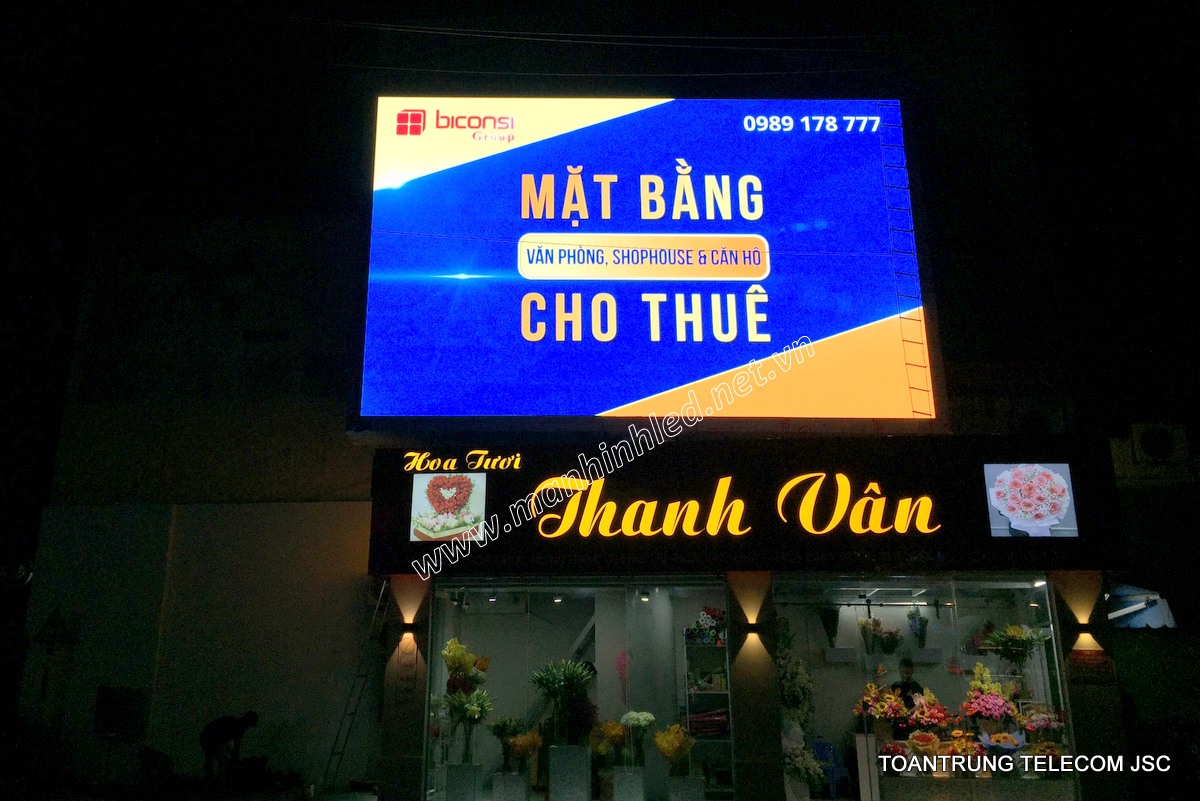 biconsi
Group
0989 178 777
MẶT BẰNG
VĂN PHÒNG, SHOPHOUSE & CĂN HỘ
CHO THUÊ
www.manhinhled.net.vn
Hoa Tươi
Thanh Vân
TOANTRUNG TELECOM JSC